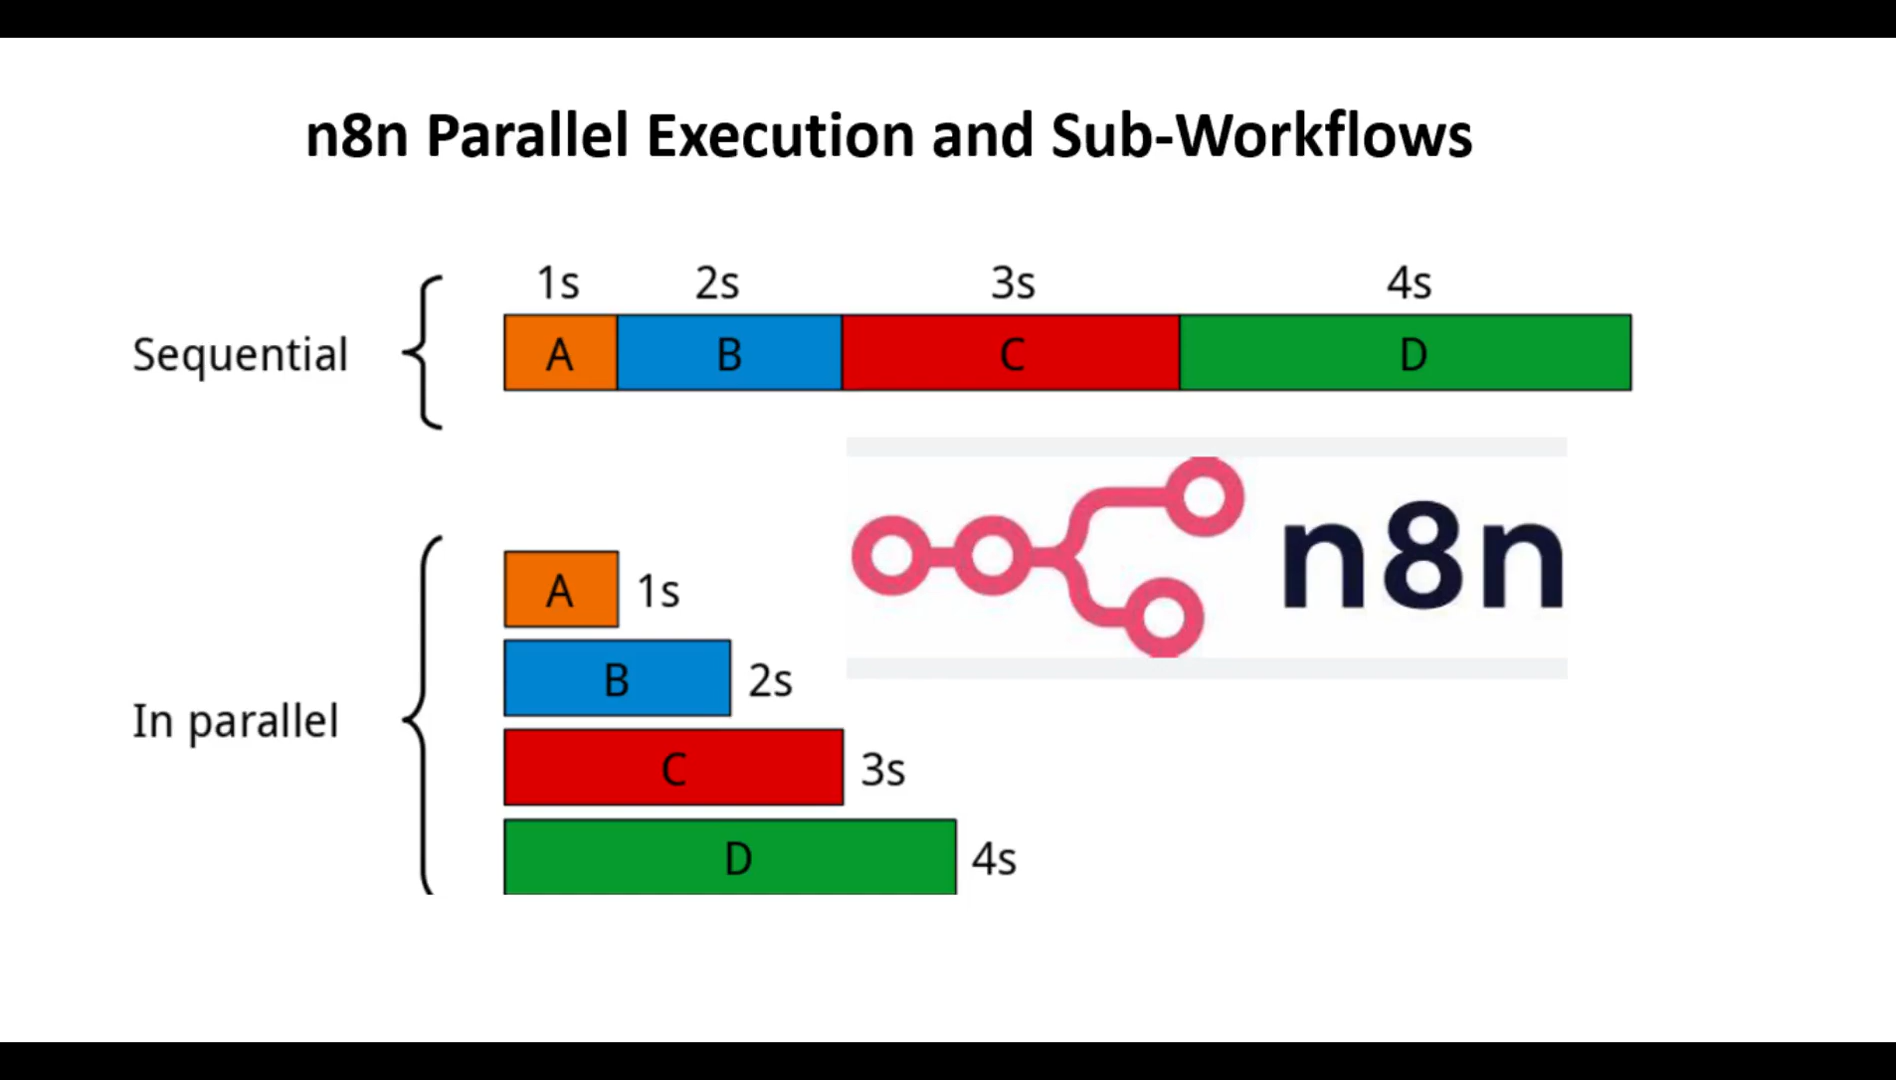 n8n Parallel Execution and Sub-Workflows
1s 2s 3s 4s
Sequential A B C D
n8n
A 1s
B 2s
In parallel
C 3s
D 4s